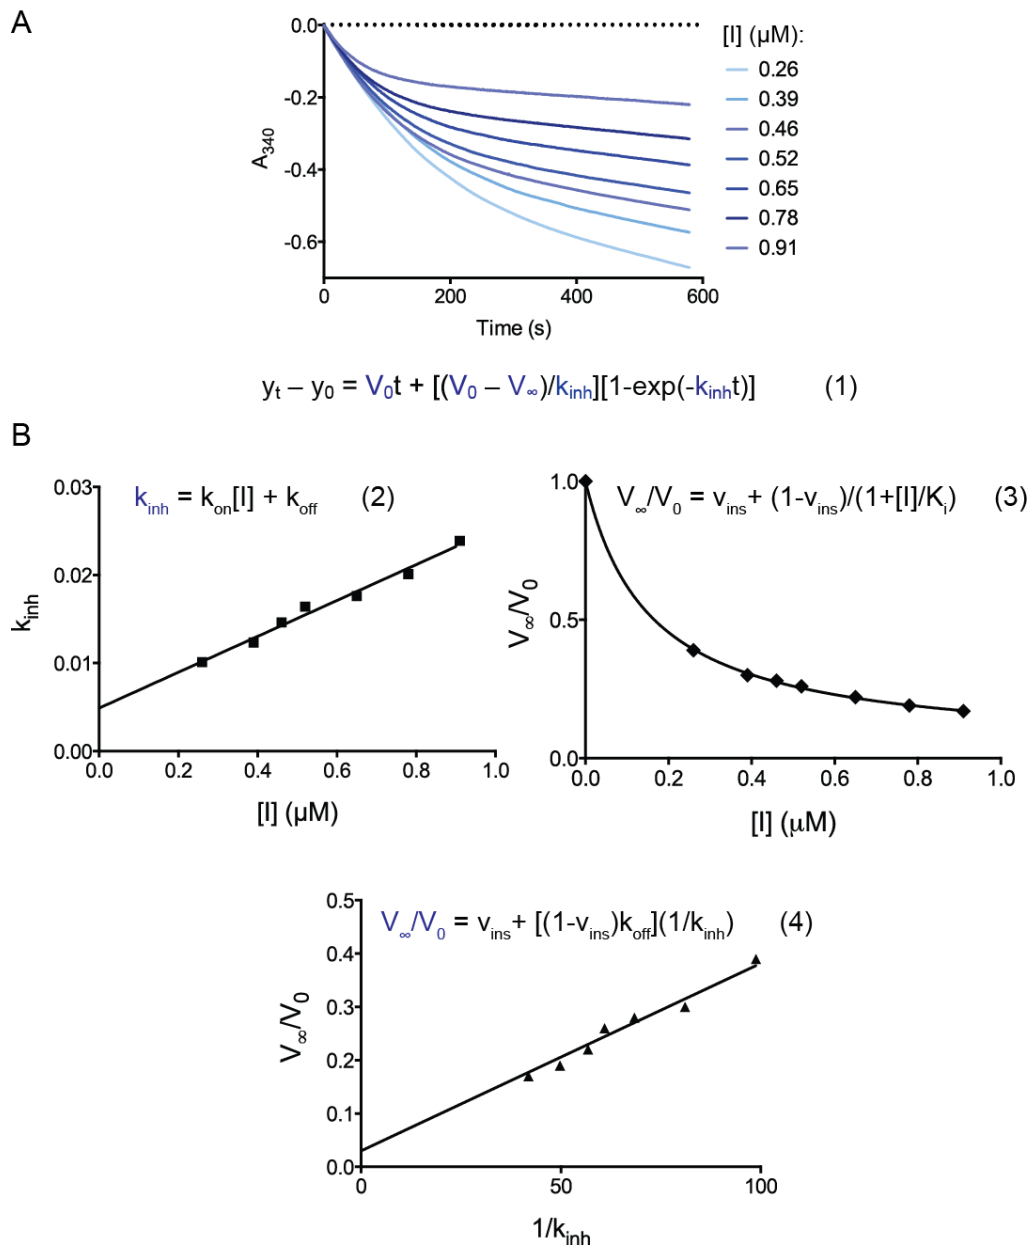 A
0.0
-0.2
-0.4
-0.6
A₃₄₀
0
200
400
600
Time (s)
[I] (µM):
0.26
0.39
0.46
0.52
0.65
0.78
0.91
yₜ – y₀ = V₀t + [(V₀ – V∞)/kᵢₙₕ][1-exp(-kᵢₙₕt)] (1)
B
kᵢₙₕ = kₒₙ[I] + kₒff (2)
0.03
0.02
0.01
0.00
kᵢₙₕ
0.0
0.2
0.4
0.6
0.8
1.0
[I] (µM)
V∞/V₀ = vᵢₙₛ+ (1-vᵢₙₛ)/(1+[I]/Kᵢ) (3)
1.0
0.5
0.0
V∞/V₀
0.0
0.2
0.4
0.6
0.8
1.0
[I] (µM)
V∞/V₀ = vᵢₙₛ+ [(1-vᵢₙₛ)kₒff](1/kᵢₙₕ) (4)
0.5
0.4
0.3
0.2
0.1
0.0
V∞/V₀
0
50
100
1/kᵢₙₕ